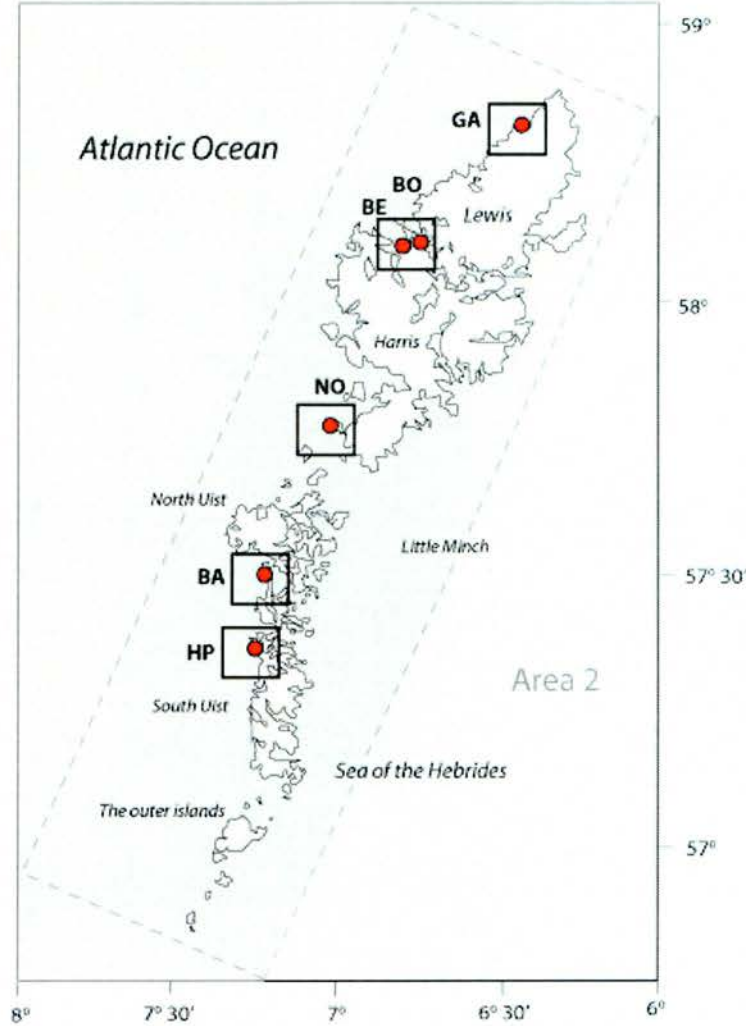 59°
GA
Atlantic Ocean
BO
BE
Lewis
58°
Harris
NO
North Uist
Little Minch
57° 30'
BA
HP
Area 2
South Uist
Sea of the Hebrides
The outer islands
57°
8°
7° 30'
7°
6° 30'
6°